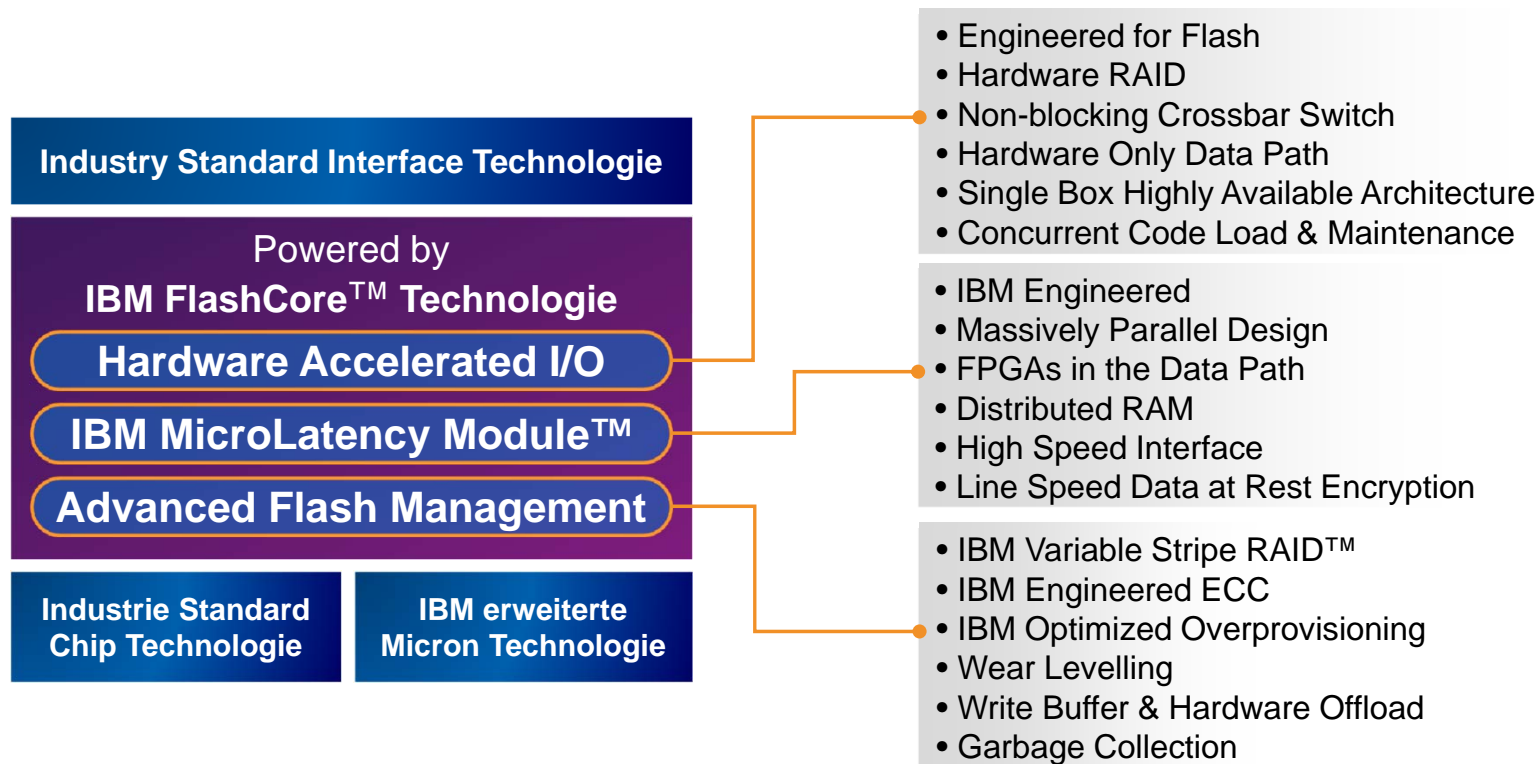 Industry Standard Interface Technologie
Powered by
IBM FlashCore™ Technologie
Hardware Accelerated I/O
IBM MicroLatency Module™
Advanced Flash Management
Industrie Standard
Chip Technologie
IBM erweiterte
Micron Technologie
• Engineered for Flash
• Hardware RAID
• Non-blocking Crossbar Switch
• Hardware Only Data Path
• Single Box Highly Available Architecture
• Concurrent Code Load & Maintenance
• IBM Engineered
• Massively Parallel Design
• FPGAs in the Data Path
• Distributed RAM
• High Speed Interface
• Line Speed Data at Rest Encryption
• IBM Variable Stripe RAID™
• IBM Engineered ECC
• IBM Optimized Overprovisioning
• Wear Levelling
• Write Buffer & Hardware Offload
• Garbage Collection